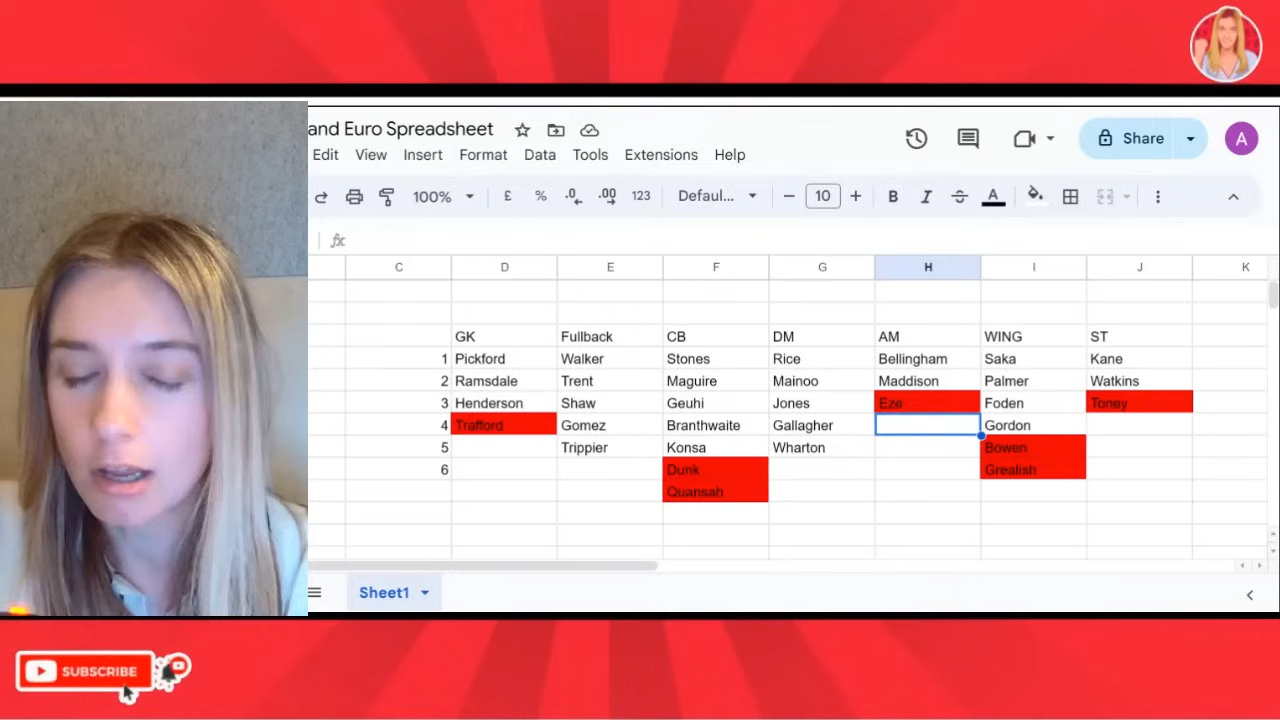 and Euro Spreadsheet
Edit View Insert Format Data Tools Extensions Help
Share
A
100% £ % .0 .00 123 Defaul... − 10 + B I A
fx
C D E F G H I J K
GK Fullback CB DM AM WING ST
1 Pickford Walker Stones Rice Bellingham Saka Kane
2 Ramsdale Trent Maguire Mainoo Maddison Palmer Watkins
3 Henderson Shaw Geuhi Jones Eze Foden Toney
4 Trafford Gomez Branthwaite Gallagher Gordon
5 Trippier Konsa Wharton Bowen
6 Dunk Grealish
Quansah
Sheet1
SUBSCRIBE